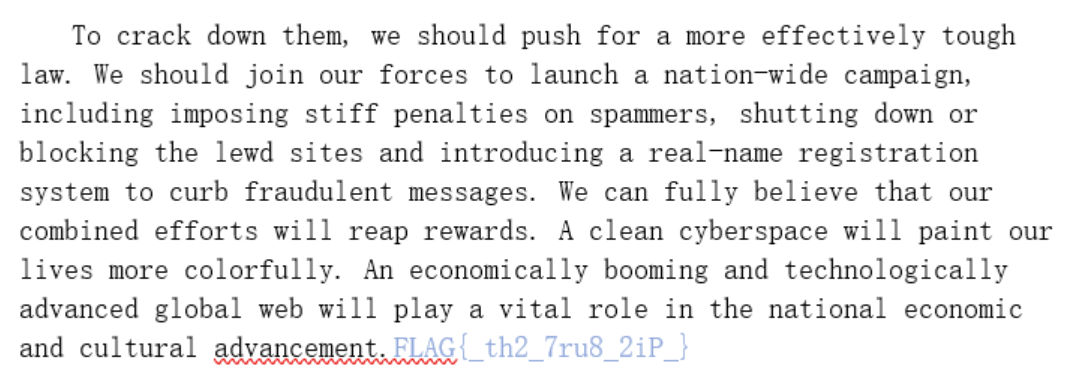 To crack down them, we should push for a more effectively tough
law. We should join our forces to launch a nation-wide campaign,
including imposing stiff penalties on spammers, shutting down or
blocking the lewd sites and introducing a real-name registration
system to curb fraudulent messages. We can fully believe that our
combined efforts will reap rewards. A clean cyberspace will paint our
lives more colorfully. An economically booming and technologically
advanced global web will play a vital role in the national economic
and cultural advancement. FLAG{_th2_7ru8_2iP_}